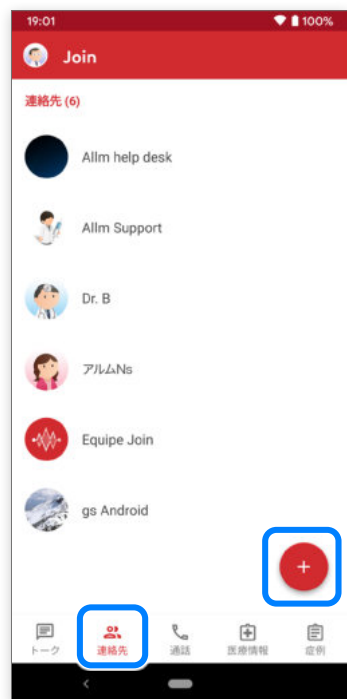 19:01 100%
Join
連絡先 (6)
Allm help desk
Allm Support
Dr. B
アルムNs
Equipe Join
gs Android
+
トーク 連絡先 通話 医療情報 症例